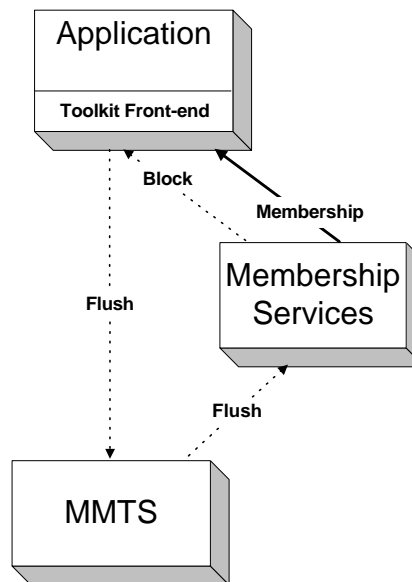 Application
Toolkit Front-end
Block
Membership
Membership
Services
Flush
Flush
MMTS